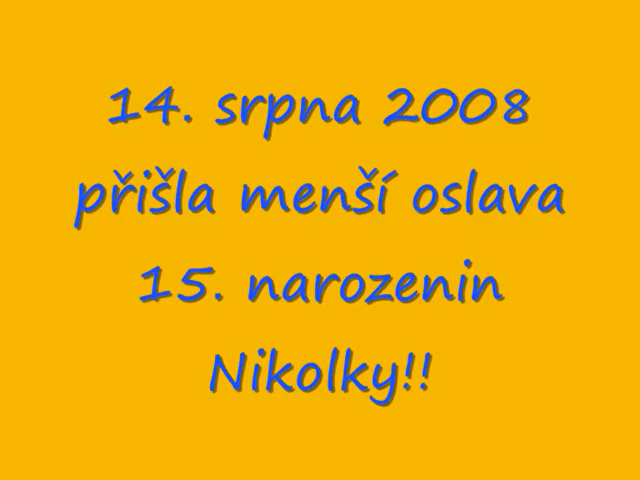 14. srpna 2008
přišla menší oslava
15. narozenin
Nikolky!!